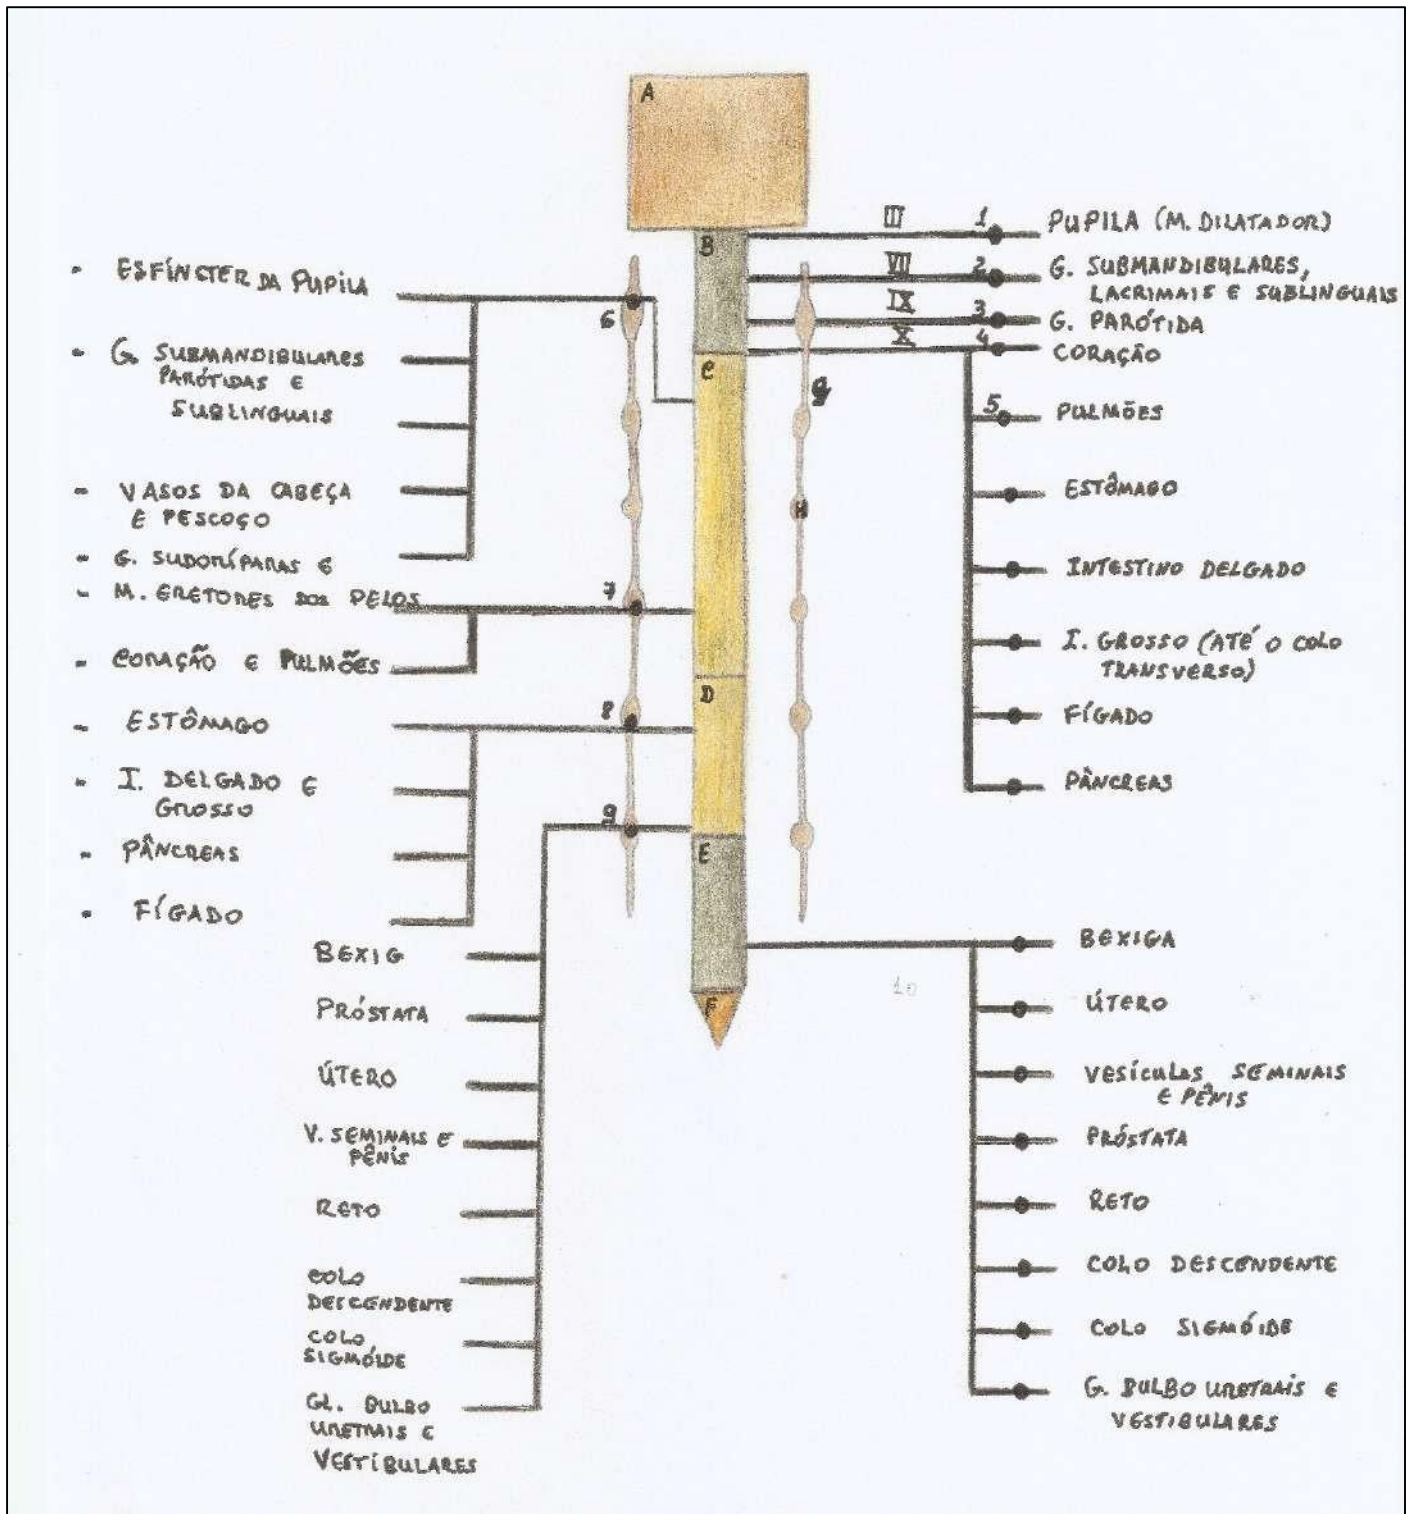 A
B
C
D
E
F
III 1 PUPILA (M. DILATADOR)
VII 2 G. SUBMANDIBULARES,
LACRIMAIS E SUBLINGUAIS
IX 3 G. PARÓTIDA
X 4 CORAÇÃO
5 PULMÕES
ESTÔMAGO
INTESTINO DELGADO
I. GROSSO (ATÉ O COLO
TRANSVERSO)
FÍGADO
PÂNCREAS
H
- ESFÍNCTER DA PUPILA
6
- G. SUBMANDIBULARES
PARÓTIDAS E
SUBLINGUAIS
- VASOS DA CABEÇA
E PESCOÇO
- G. SUDORÍPARAS E
- M. ERETORES DOS PELOS
7
- CORAÇÃO E PULMÕES
- ESTÔMAGO
8
- I. DELGADO E
GROSSO
- PÂNCREAS
- FÍGADO
9
BEXIG
PRÓSTATA
ÚTERO
V. SEMINAIS E
PÊNIS
RETO
COLO
DESCENDENTE
COLO
SIGMÓIDE
GL. BULBO
URETRAIS E
VESTÍBULARES
10
BEXIGA
ÚTERO
VESÍCULAS SEMINAIS
E PÊNIS
PRÓSTATA
RETO
COLO DESCENDENTE
COLO SIGMÓIDE
G. BULBO URETRAIS E
VESTIBULARES